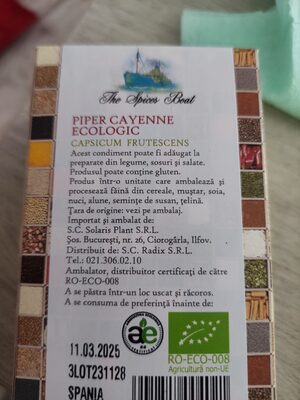 The Spices Boat
PIPER CAYENNE
ECOLOGIC
CAPSICUM FRUTESCENS
Acest condiment poate fi adăugat la
preparate din legume, sosuri și salate.
Produsul poate conține gluten.
Produs într-o unitate care ambalează și
procesează făină din cereale, muștar, soia,
nuci, alune, semințe de susan, țelină.
Țara de origine: vezi pe ambalaj.
Importat și ambalat de:
S.C. Solaris Plant S.R.L.
Șos. București, nr. 26, Ciorogârla, Ilfov.
Distribuit de: S.C. Radix S.R.L.
Tel.: 021.306.02.10
Ambalator, distribuitor certificați de către
RO-ECO-008
A se păstra într-un loc uscat și răcoros.
A se consuma de preferință înainte de:
11.03.2025
3LOT231128
SPANIA
ae
RO-ECO-008
Agricultură non-UE